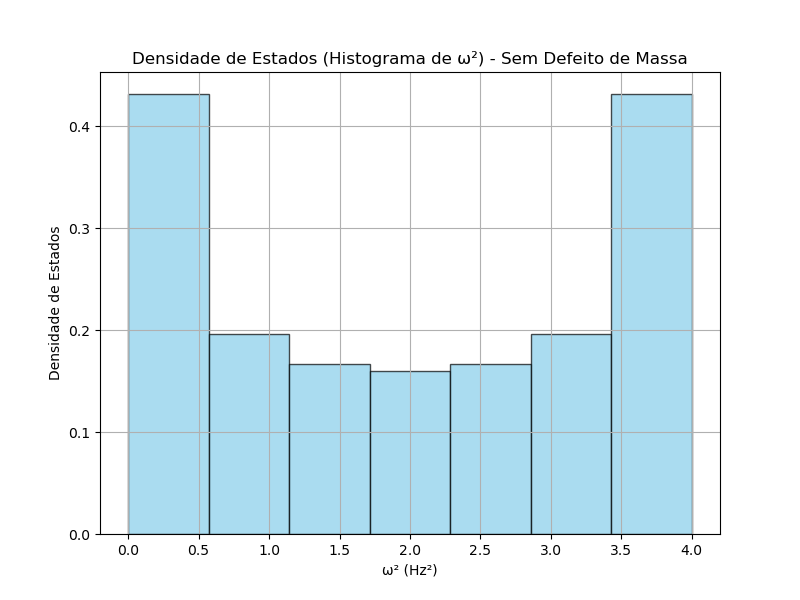 Densidade de Estados (Histograma de ω²) - Sem Defeito de Massa
Densidade de Estados
0.4
0.3
0.2
0.1
0.0
0.0 0.5 1.0 1.5 2.0 2.5 3.0 3.5 4.0
ω² (Hz²)